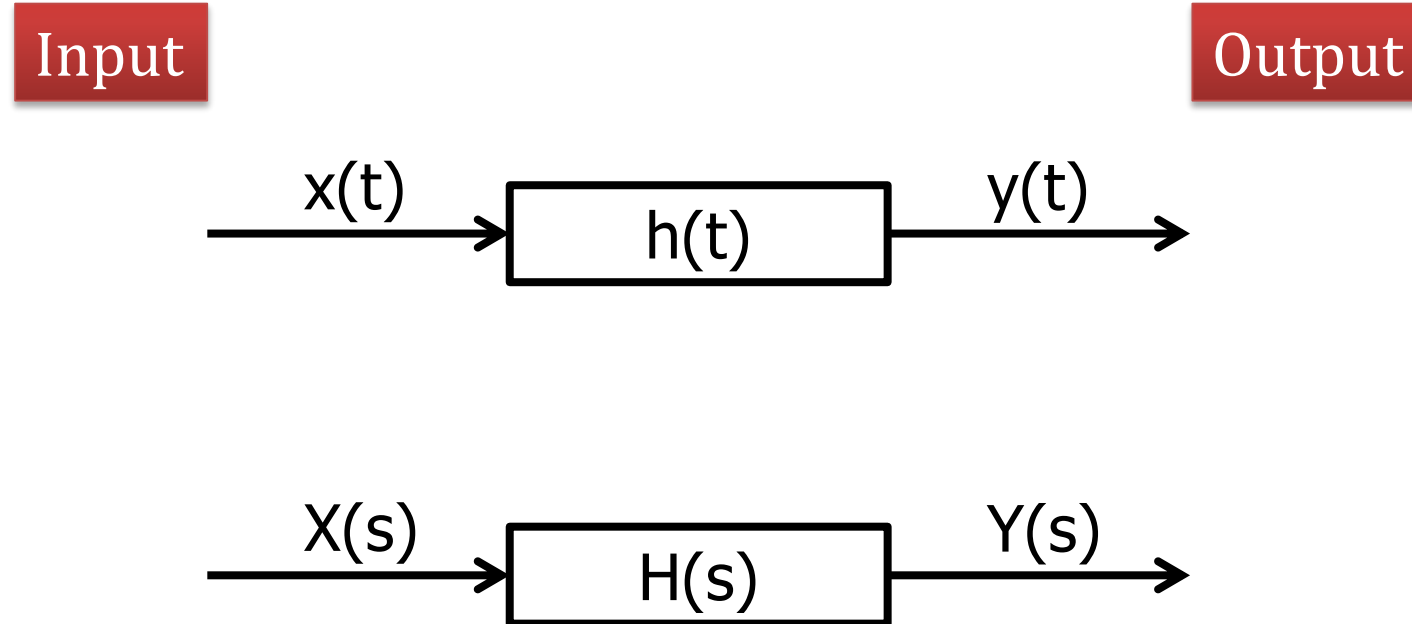 Input
Output
x(t)
h(t)
y(t)
X(s)
H(s)
Y(s)